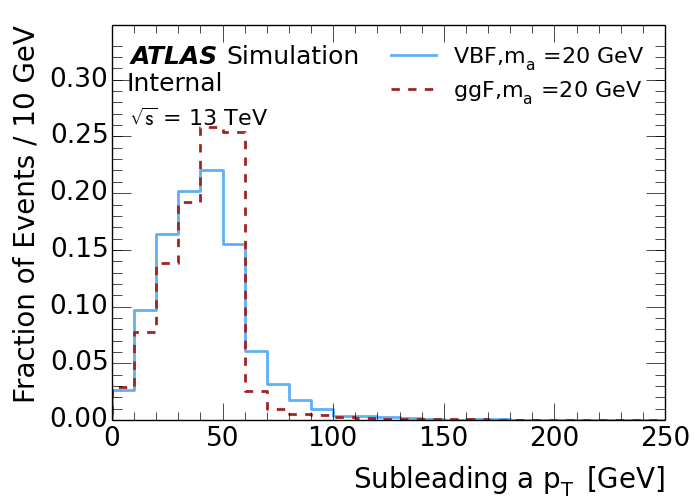 ATLAS Simulation
Internal
√s = 13 TeV
VBF,mₐ =20 GeV
ggF,mₐ =20 GeV
Fraction of Events / 10 GeV
0.30
0.25
0.20
0.15
0.10
0.05
0.00
0 50 100 150 200 250
Subleading a p_T [GeV]